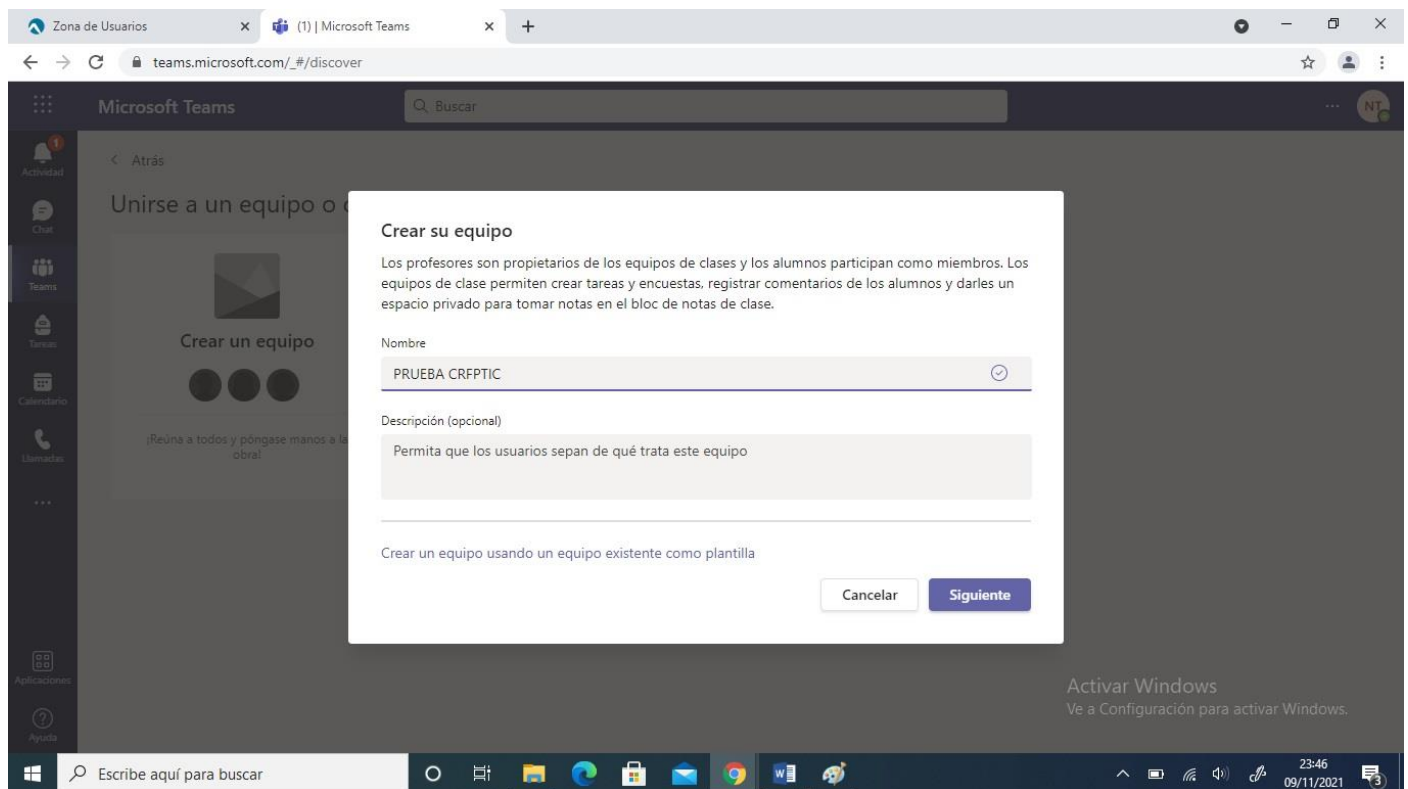 Zona de Usuarios
(1) | Microsoft Teams
teams.microsoft.com/_#/discover
Microsoft Teams
Buscar
NT
1
Actividad
Chat
Teams
Tareas
Calendario
Llamadas
Aplicaciones
Ayuda
Atrás
Unirse a un equipo o
Crear un equipo
¡Reúna a todos y póngase manos a la
obra!
Crear su equipo
Los profesores son propietarios de los equipos de clases y los alumnos participan como miembros. Los
equipos de clase permiten crear tareas y encuestas, registrar comentarios de los alumnos y darles un
espacio privado para tomar notas en el bloc de notas de clase.
Nombre
PRUEBA CRFPTIC
Descripción (opcional)
Permita que los usuarios sepan de qué trata este equipo
Crear un equipo usando un equipo existente como plantilla
Cancelar
Siguiente
Activar Windows
Ve a Configuración para activar Windows.
Escribe aquí para buscar
23:46
09/11/2021
3